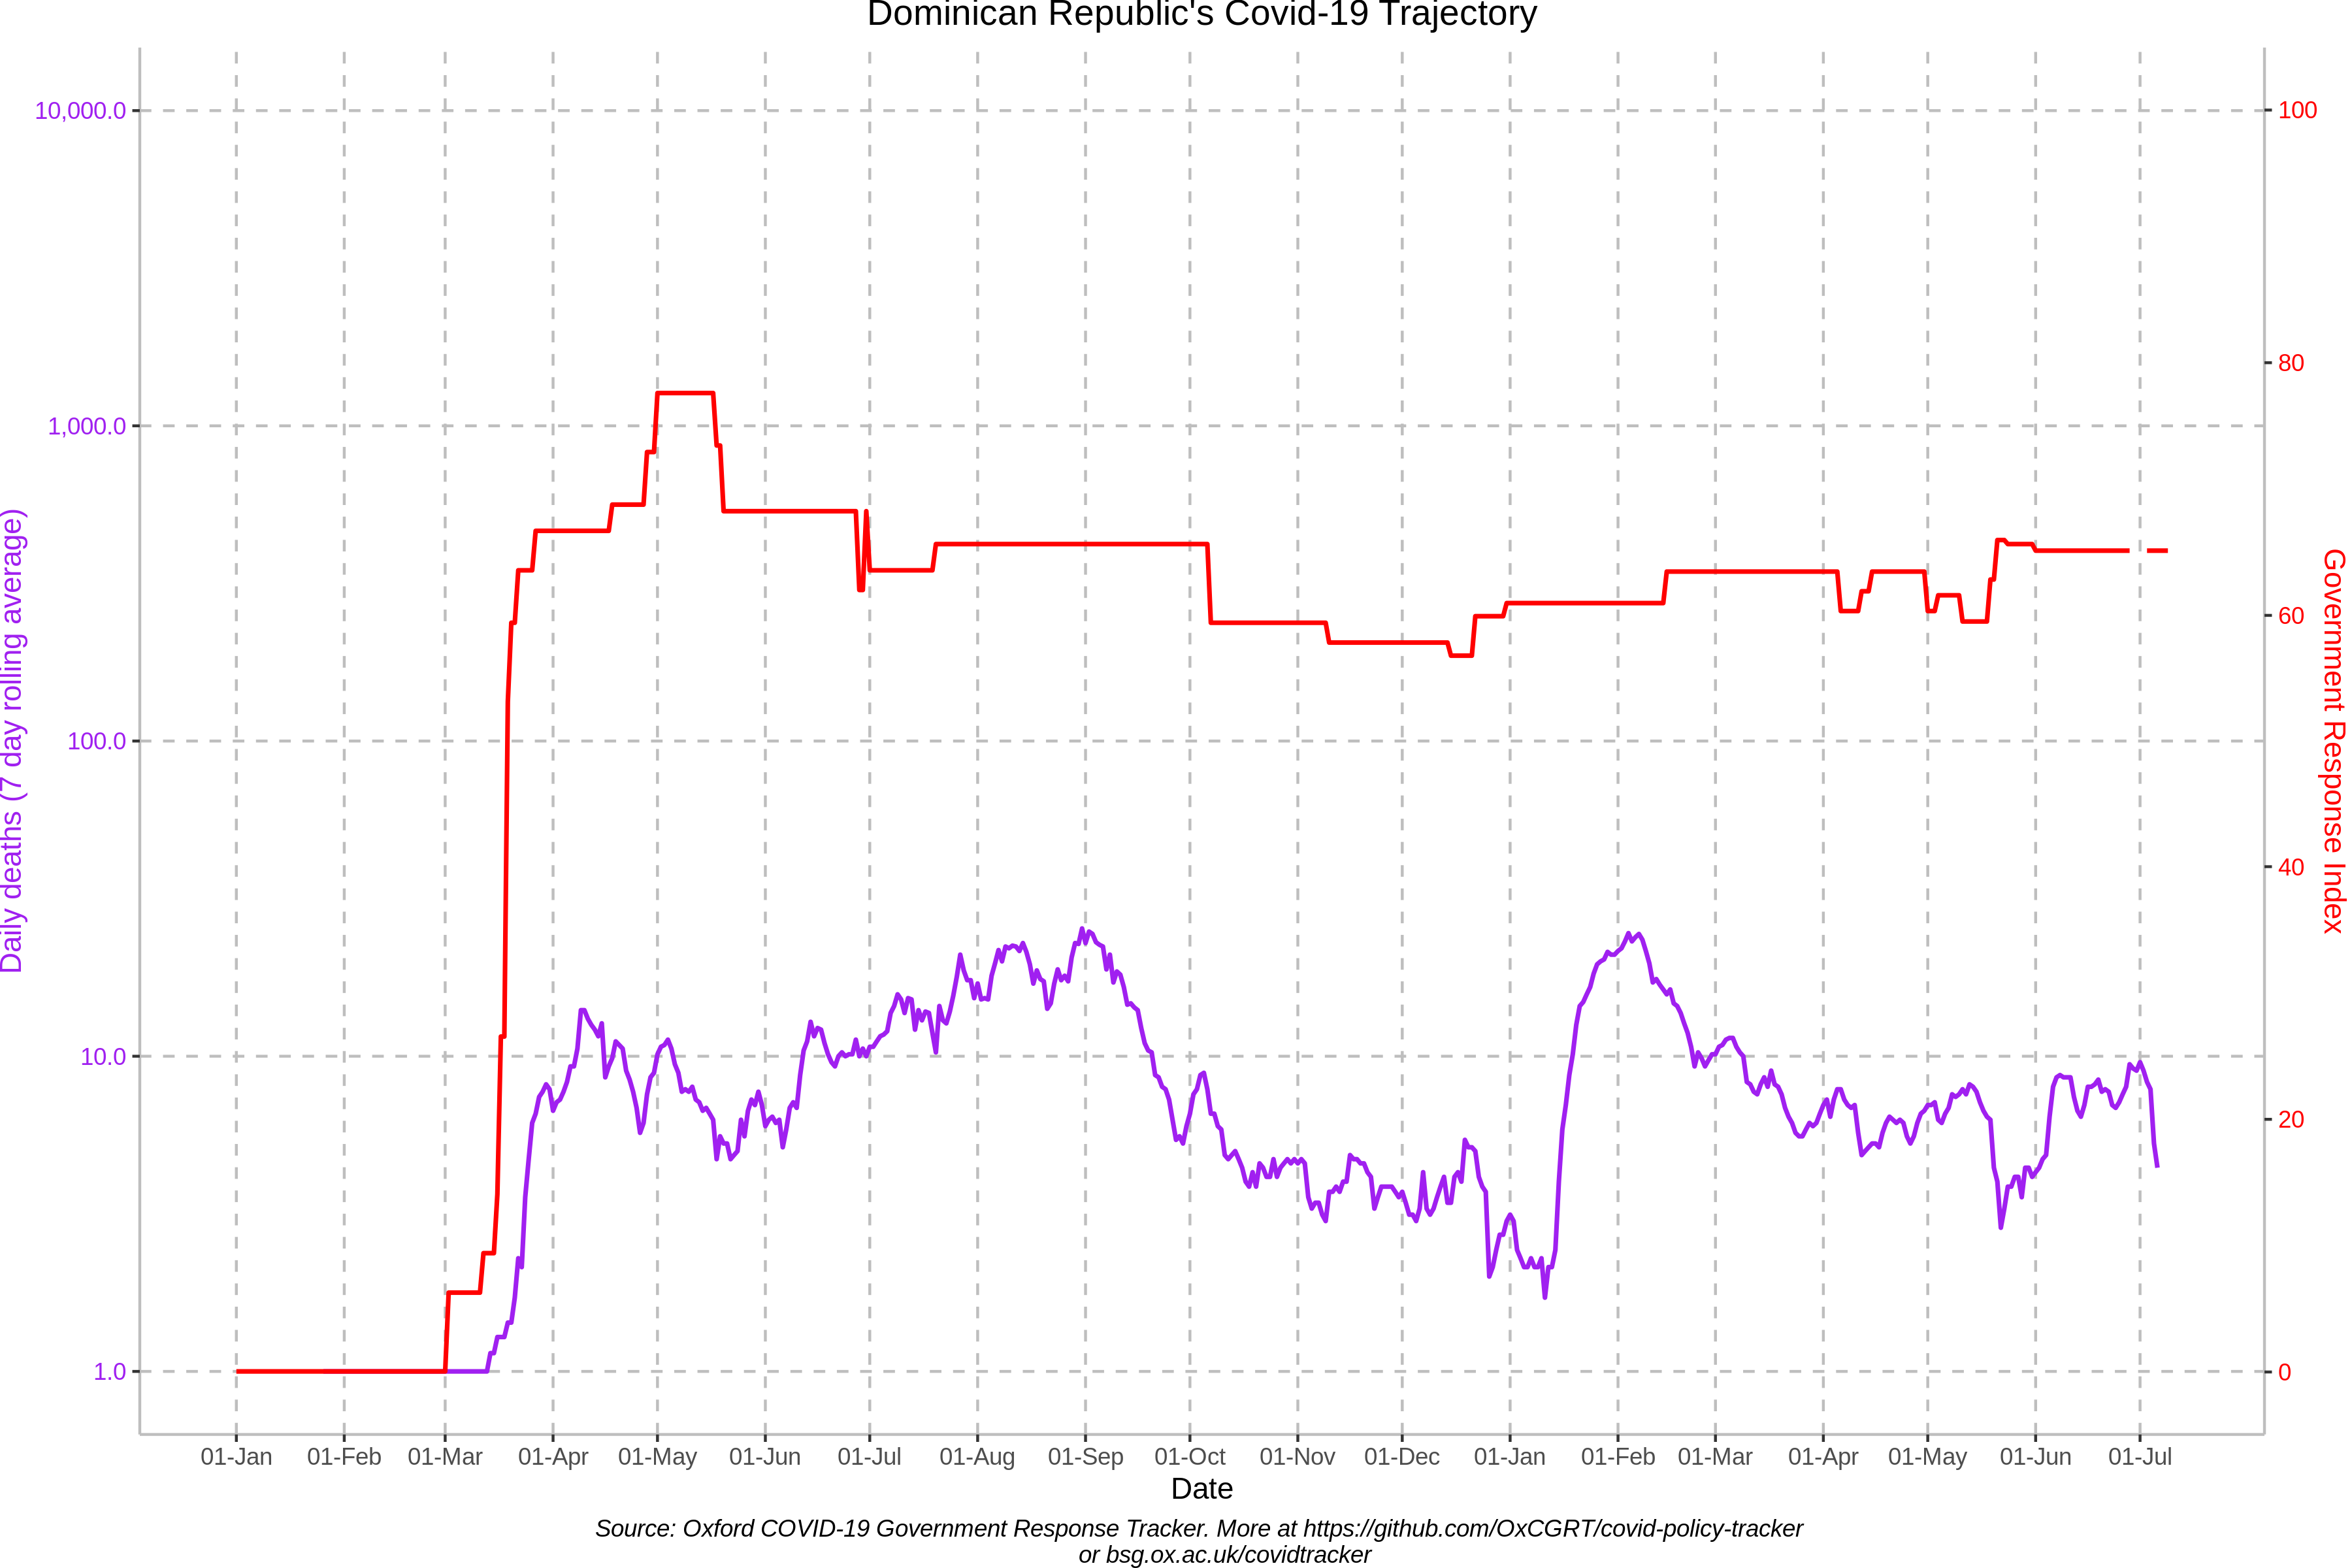 Dominican Republic's Covid-19 Trajectory
10,000.0
1,000.0
100.0
10.0
1.0
Daily deaths (7 day rolling average)
100
80
60
40
20
0
Government Response Index
01-Jan 01-Feb 01-Mar 01-Apr 01-May 01-Jun 01-Jul 01-Aug 01-Sep 01-Oct 01-Nov 01-Dec 01-Jan 01-Feb 01-Mar 01-Apr 01-May 01-Jun 01-Jul
Date
Source: Oxford COVID-19 Government Response Tracker. More at https://github.com/OxCGRT/covid-policy-tracker
or bsg.ox.ac.uk/covidtracker